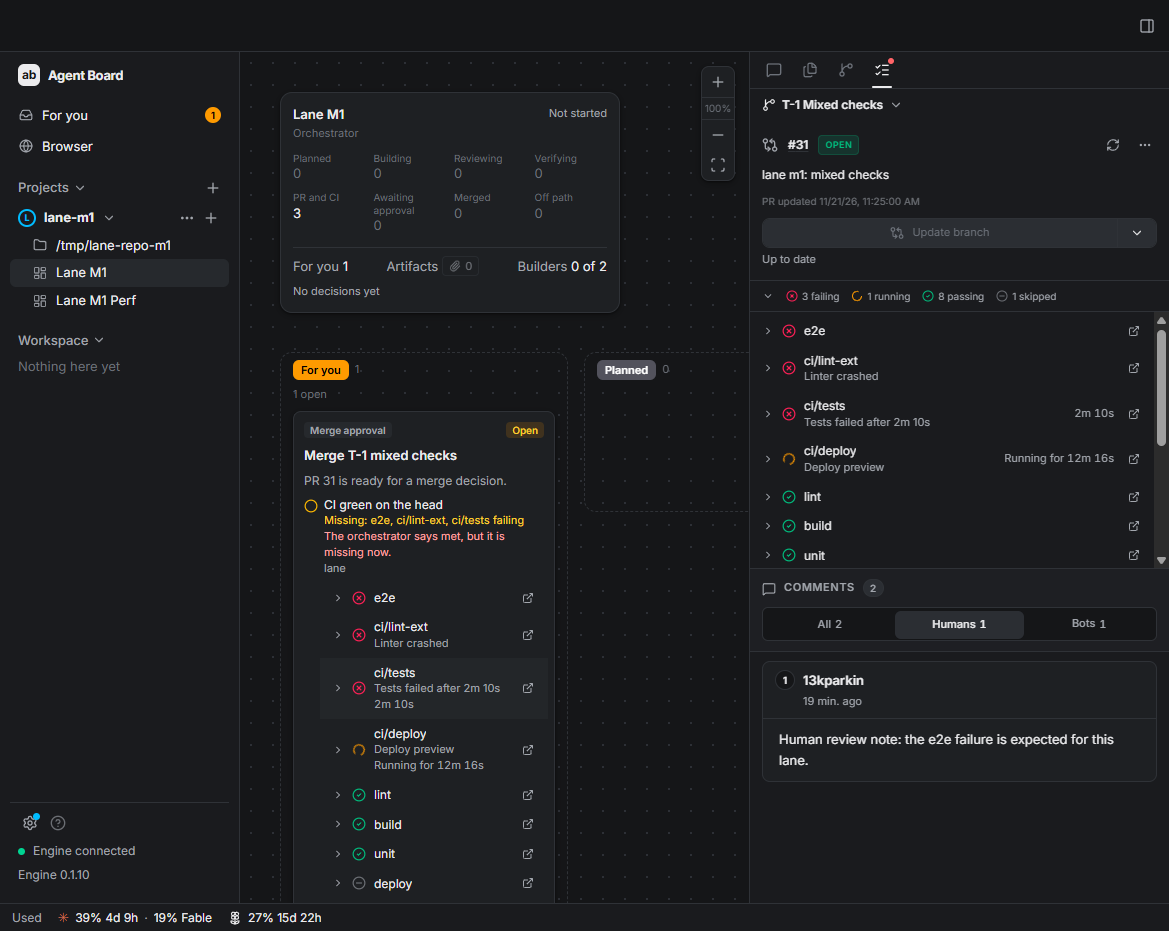 ab Agent Board
For you 1
Browser
Projects
L lane-m1
/tmp/lane-repo-m1
Lane M1
Lane M1 Perf
Workspace
Nothing here yet
Engine connected
Engine 0.1.10
Lane M1 Not started
Orchestrator
Planned Building Reviewing Verifying
0 0 0 0
PR and CI Awaiting approval Merged Off path
3 0 0 0
For you 1 Artifacts 0 Builders 0 of 2
No decisions yet
100%
For you 1
1 open
Merge approval Open
Merge T-1 mixed checks
PR 31 is ready for a merge decision.
CI green on the head
Missing: e2e, ci/lint-ext, ci/tests failing
The orchestrator says met, but it is
missing now.
lane
e2e
ci/lint-ext
Linter crashed
ci/tests
Tests failed after 2m 10s
2m 10s
ci/deploy
Deploy preview
Running for 12m 16s
lint
build
unit
deploy
Planned 0
T-1 Mixed checks
#31 OPEN
lane m1: mixed checks
PR updated 11/21/26, 11:25:00 AM
Update branch
Up to date
3 failing 1 running 8 passing 1 skipped
e2e
ci/lint-ext
Linter crashed
ci/tests
Tests failed after 2m 10s
2m 10s
ci/deploy
Deploy preview
Running for 12m 16s
lint
build
unit
COMMENTS 2
All 2 Humans 1 Bots 1
1 13kparkin
19 min. ago
Human review note: the e2e failure is expected for this
lane.
Used 39% 4d 9h · 19% Fable 27% 15d 22h